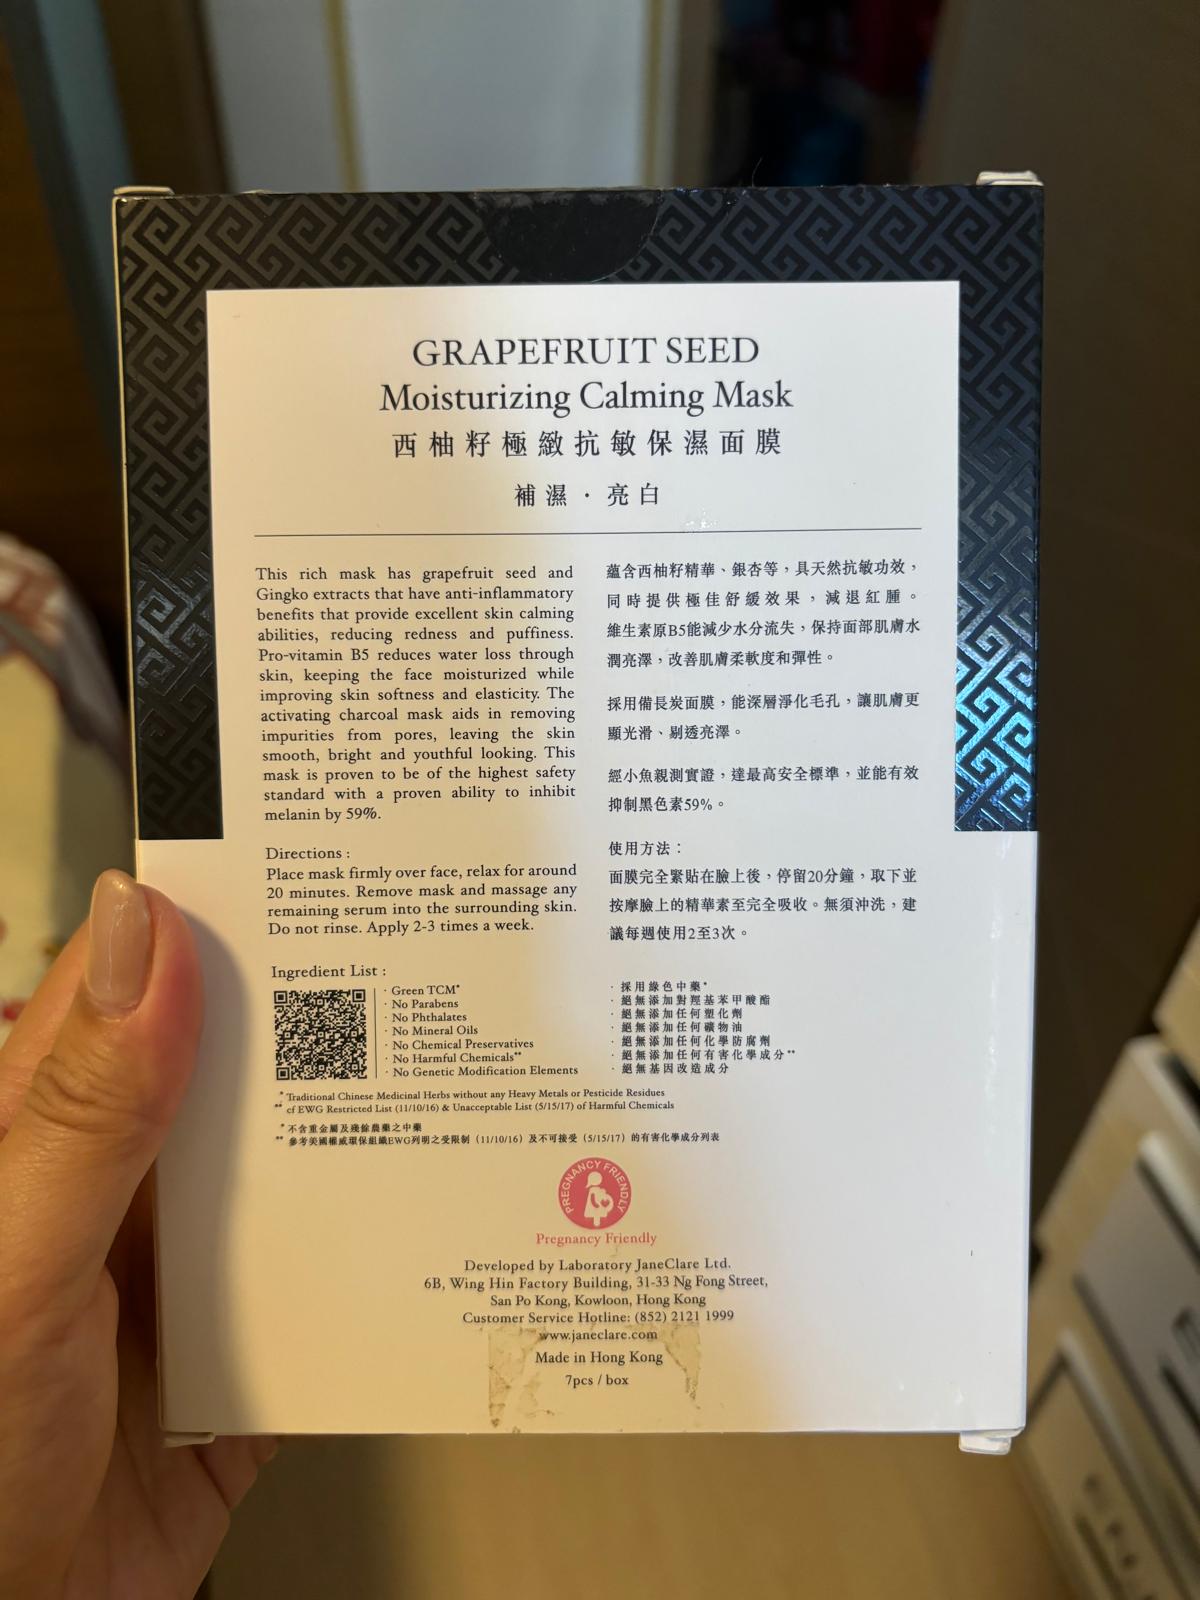 GRAPEFRUIT SEED
Moisturizing Calming Mask
西柚籽極緻抗敏保濕面膜
補濕 · 亮白
This rich mask has grapefruit seed and
Gingko extracts that have anti-inflammatory
benefits that provide excellent skin calming
abilities, reducing redness and puffiness.
Pro-vitamin B5 reduces water loss through
skin, keeping the face moisturized while
improving skin softness and elasticity. The
activating charcoal mask aids in removing
impurities from pores, leaving the skin
smooth, bright and youthful looking. This
mask is proven to be of the highest safety
standard with a proven ability to inhibit
melanin by 59%.
Directions :
Place mask firmly over face, relax for around
20 minutes. Remove mask and massage any
remaining serum into the surrounding skin.
Do not rinse. Apply 2-3 times a week.
蘊含西柚籽精華、銀杏等，具天然抗敏功效，
同時提供極佳舒緩效果，減退紅腫。
維生素原B5能減少水分流失，保持面部肌膚水
潤亮澤，改善肌膚柔軟度和彈性。
採用備長炭面膜，能深層淨化毛孔，讓肌膚更
顯光滑、剔透亮澤。
經小魚親測實證，達最高安全標準，並能有效
抑制黑色素59%。
使用方法：
面膜完全緊貼在臉上後，停留20分鐘，取下並
按摩臉上的精華素至完全吸收。無須沖洗，建
議每週使用2至3次。
Ingredient List :
· Green TCM*
· No Parabens
· No Phthalates
· No Mineral Oils
· No Chemical Preservatives
· No Harmful Chemicals**
· No Genetic Modification Elements
· 採用綠色中藥*
· 絕無添加對羥基苯甲酸酯
· 絕無添加任何塑化劑
· 絕無添加任何礦物油
· 絕無添加任何化學防腐劑
· 絕無添加任何有害化學成分**
· 絕無基因改造成分
* Traditional Chinese Medicinal Herbs without any Heavy Metals or Pesticide Residues
** cf EWG Restricted List (11/10/16) & Unacceptable List (5/15/17) of Harmful Chemicals
* 不含重金屬及殘餘農藥之中藥
** 參考美國權威環保組織EWG列明之受限制（11/10/16）及不可接受（5/15/17）的有害化學成分列表
PREGNANCY FRIENDLY
Pregnancy Friendly
Developed by Laboratory JaneClare Ltd.
6B, Wing Hin Factory Building, 31-33 Ng Fong Street,
San Po Kong, Kowloon, Hong Kong
Customer Service Hotline: (852) 2121 1999
www.janeclare.com
Made in Hong Kong
7pcs / box